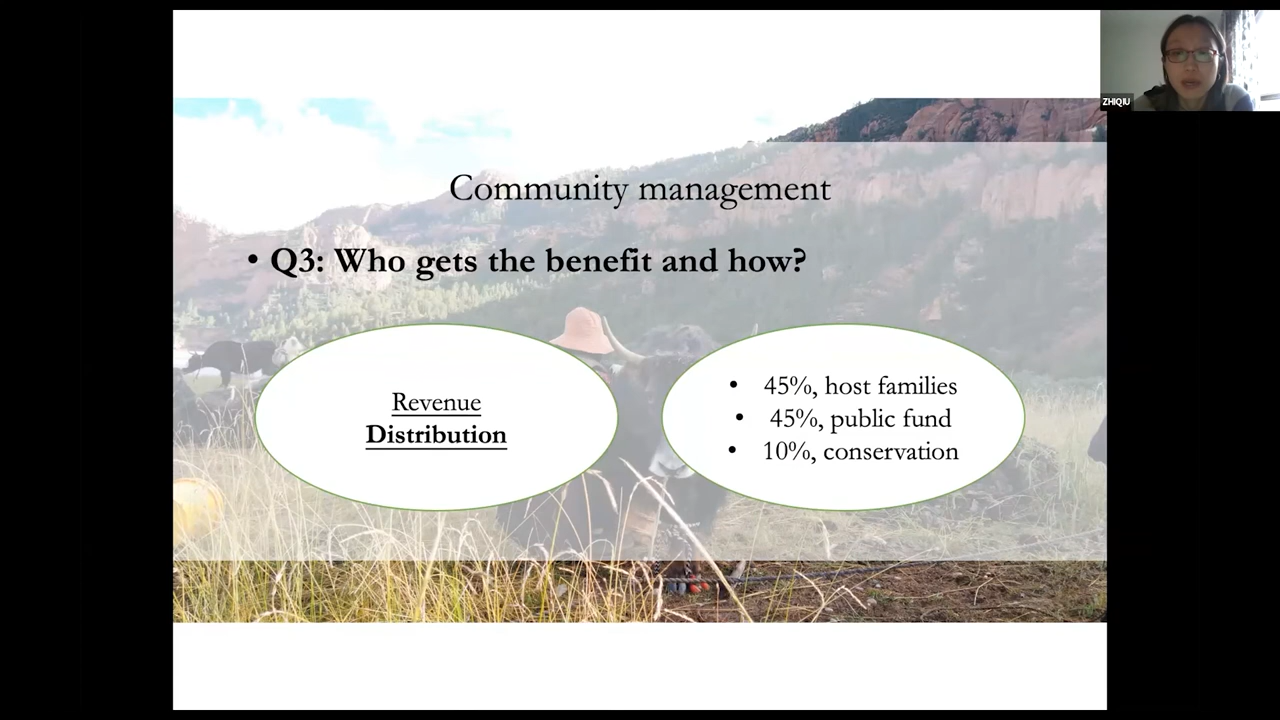 ZHIQIU
Community management
• Q3: Who gets the benefit and how?
Revenue
Distribution
• 45%, host families
• 45%, public fund
• 10%, conservation